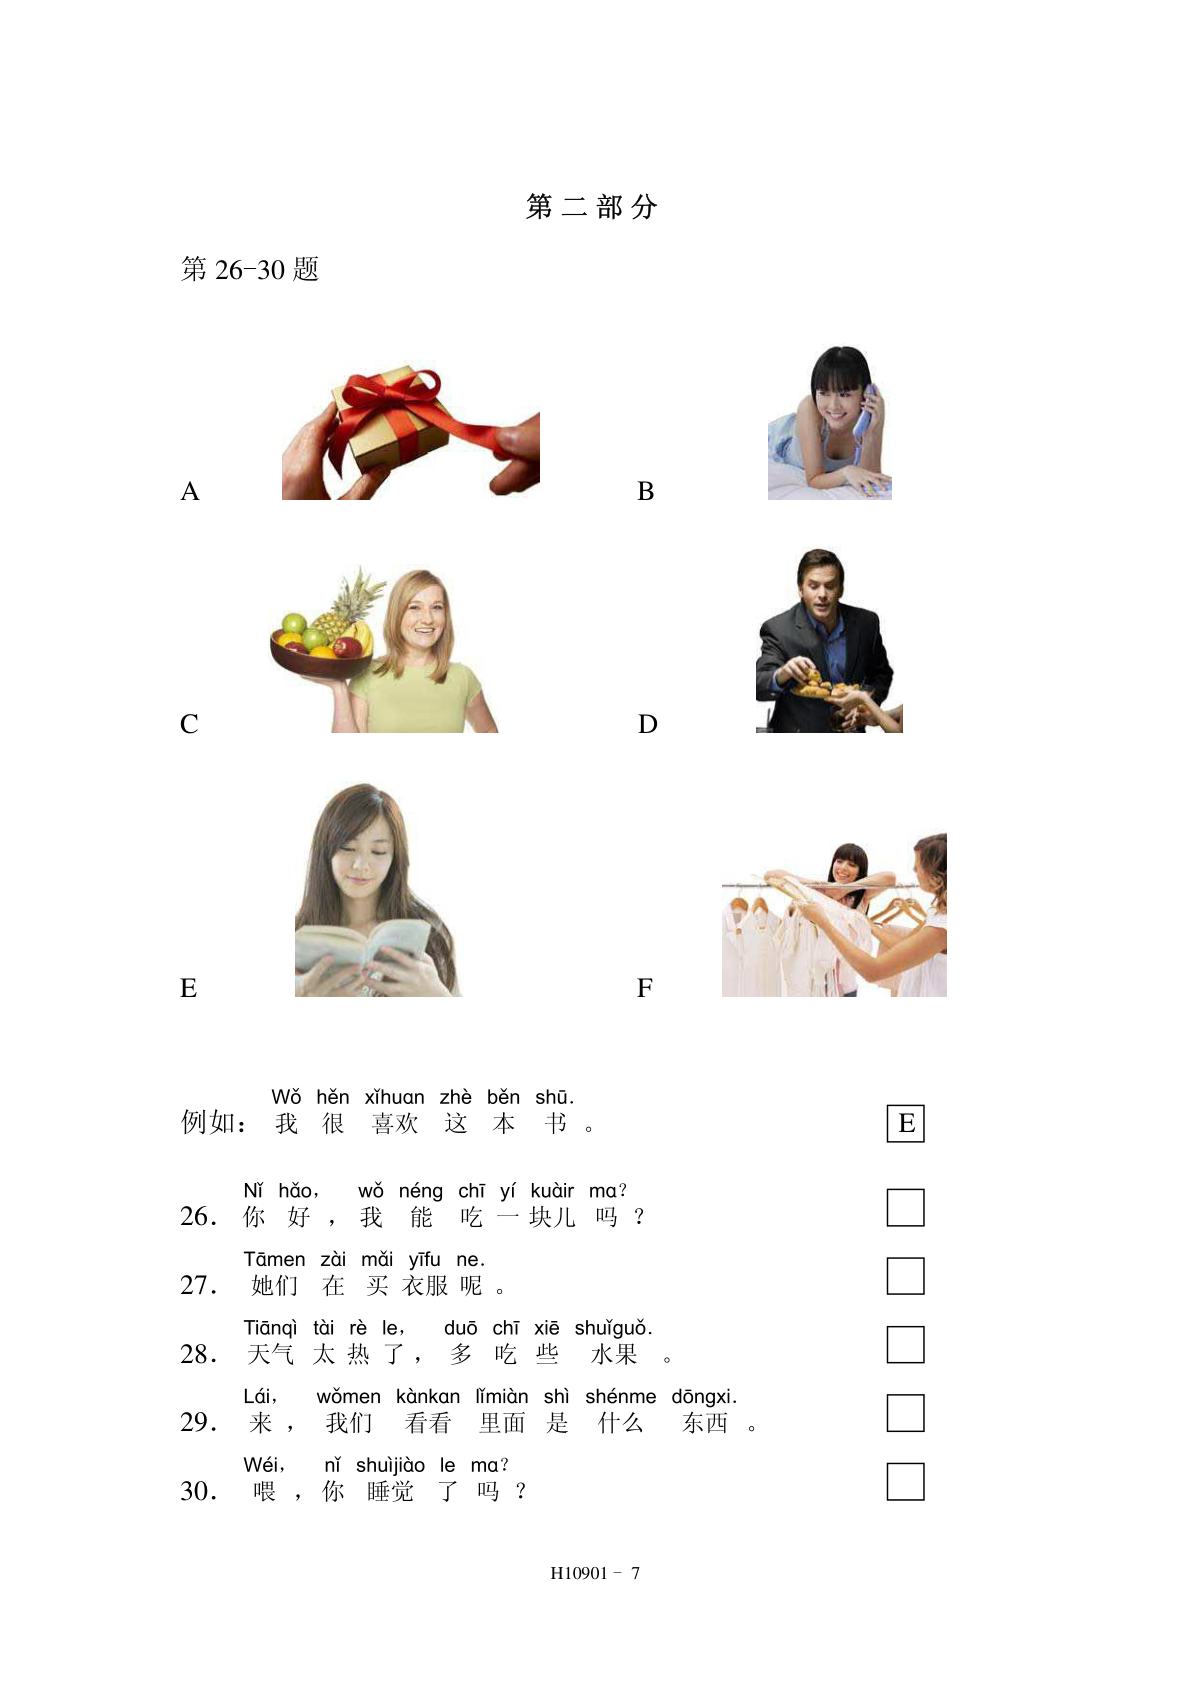 第二部分
第 26-30 题
A
B
C
D
E
F
Wǒ hěn xǐhuan zhè běn shū.
例如： 我 很 喜欢 这 本 书 。
E
Nǐ hǎo， wǒ néng chī yí kuàir ma？
26． 你 好 ，我 能 吃 一 块儿 吗 ？
Tāmen zài mǎi yīfu ne.
27． 她们 在 买 衣服 呢 。
Tiānqì tài rè le， duō chī xiē shuǐguǒ.
28． 天气 太 热 了 ， 多 吃 些 水果 。
Lái， wǒmen kànkan lǐmiàn shì shénme dōngxi.
29． 来 ， 我们 看看 里面 是 什么 东西 。
Wéi， nǐ shuìjiào le ma？
30． 喂 ，你 睡觉 了 吗 ？
H10901 - 7